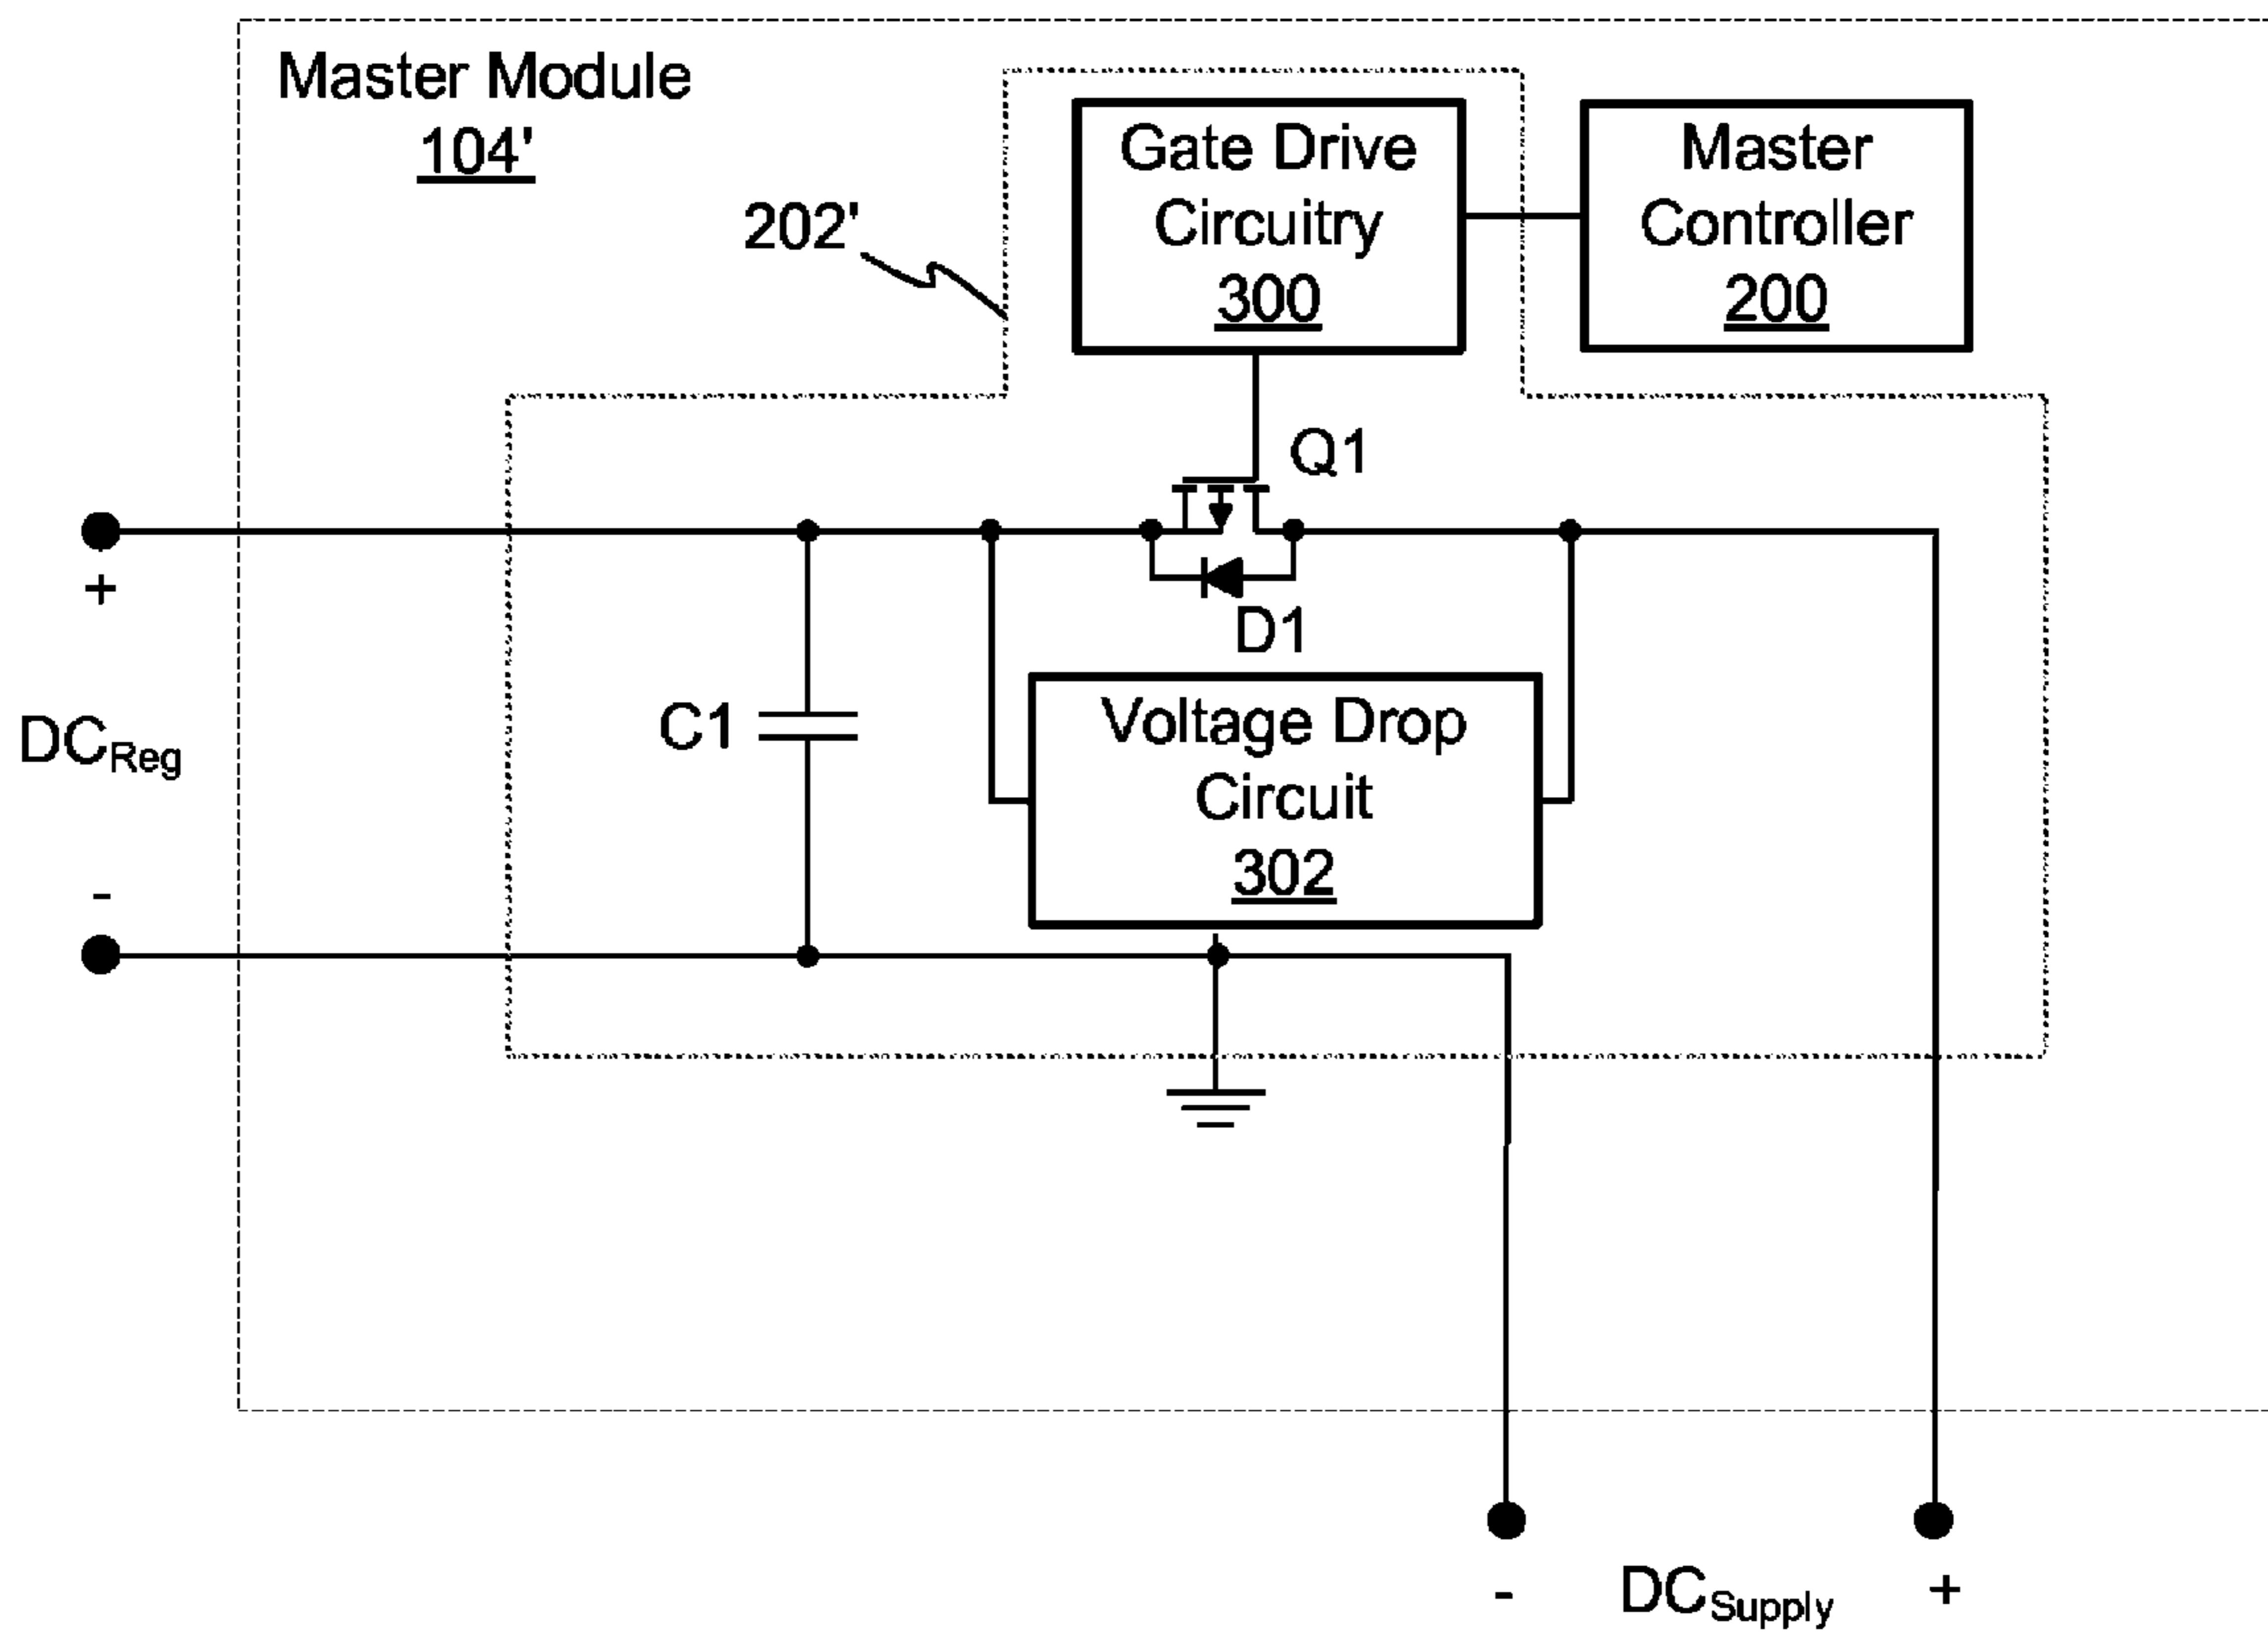 Master Module
104'
202'
Gate Drive
Circuitry
300
Master
Controller
200
Q1
+
D1
DCReg
C1
Voltage Drop
Circuit
302
-
-
DCSupply
+